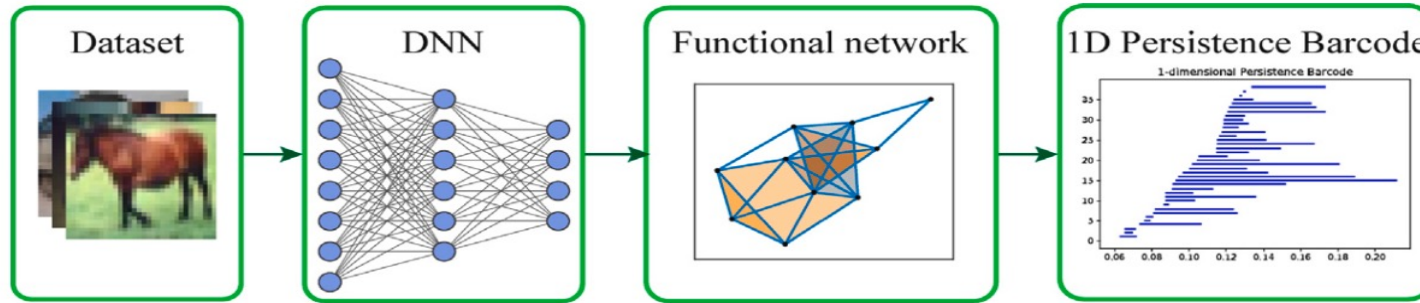 Dataset
DNN
Functional network
1D Persistence Barcode
1-dimensional Persistence Barcode
35
30
25
20
15
10
5
0
0.06 0.08 0.10 0.12 0.14 0.16 0.18 0.20